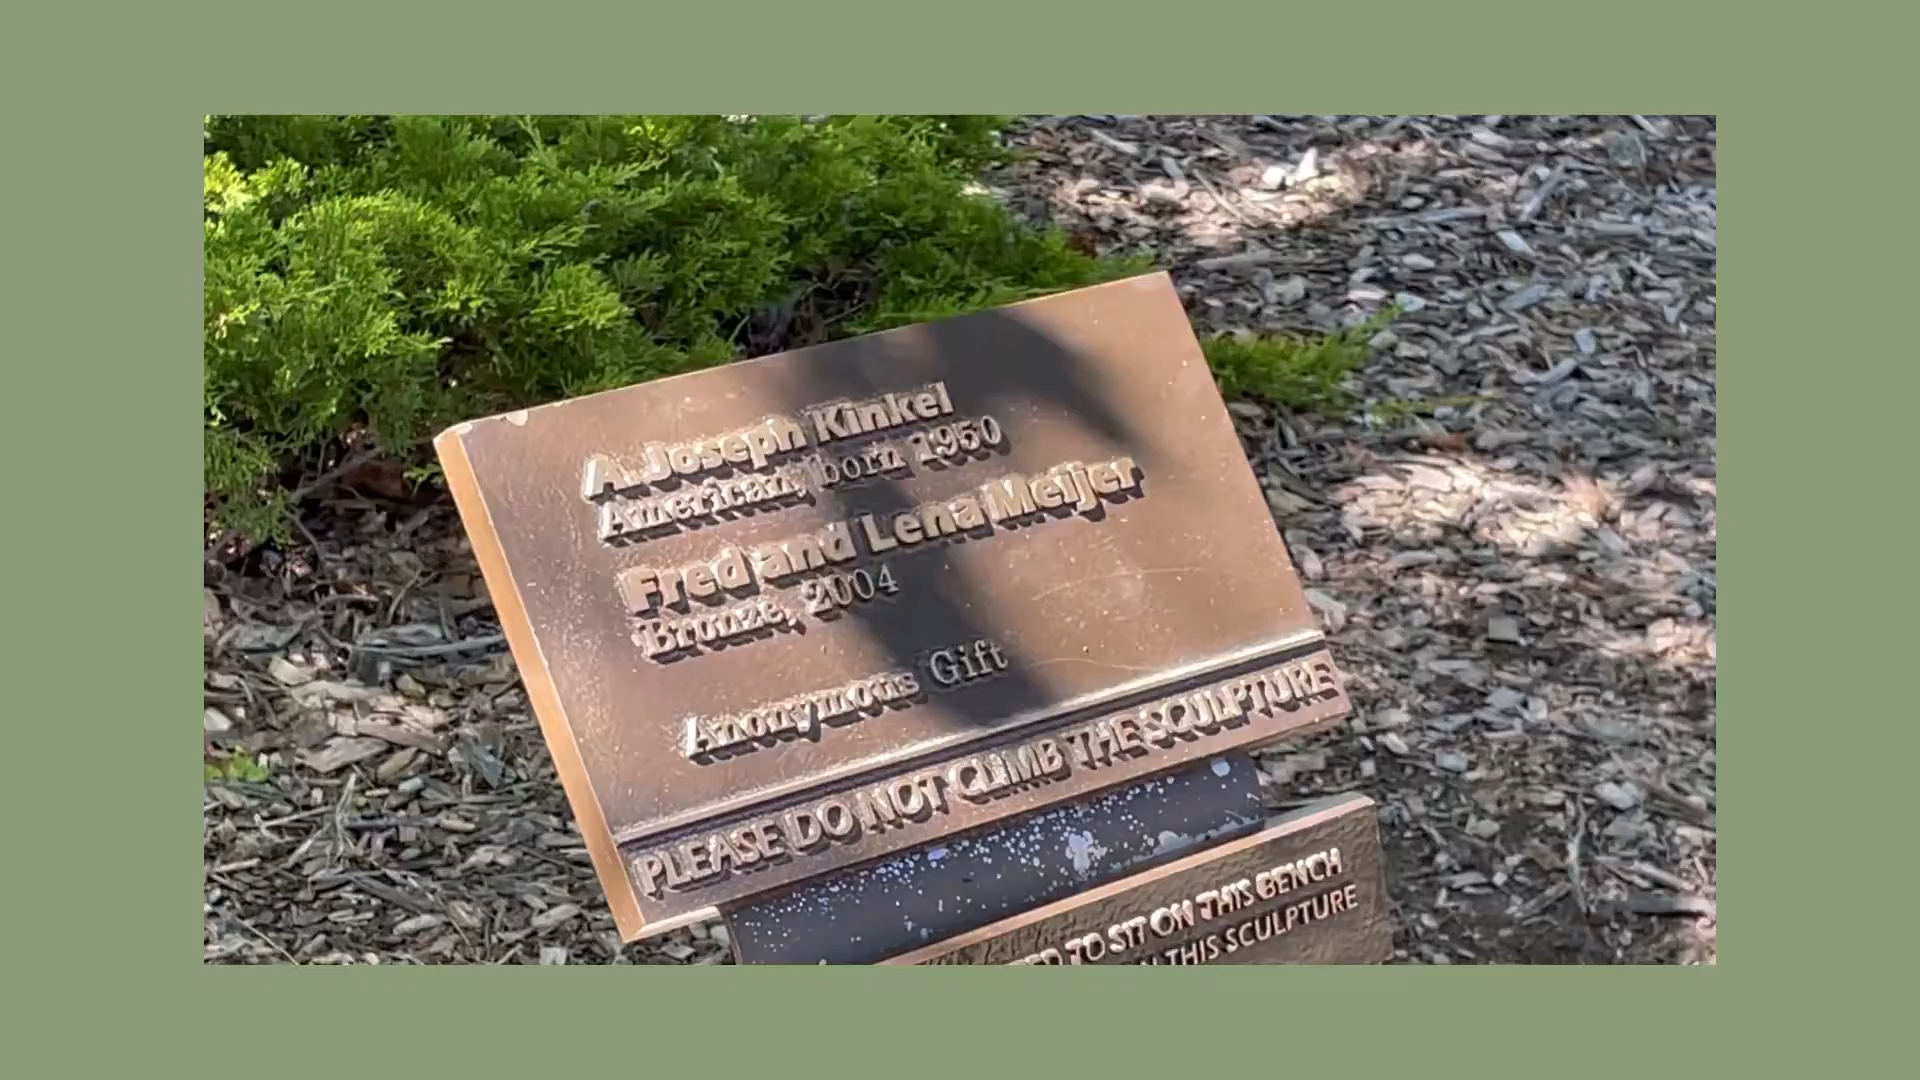 A. Joseph Kinkel
American, born 1950
Fred and Lena Meijer
Bronze, 2004
Anonymous Gift
PLEASE DO NOT CLIMB THE SCULPTURE
TO SIT ON THIS BENCH
THIS SCULPTURE